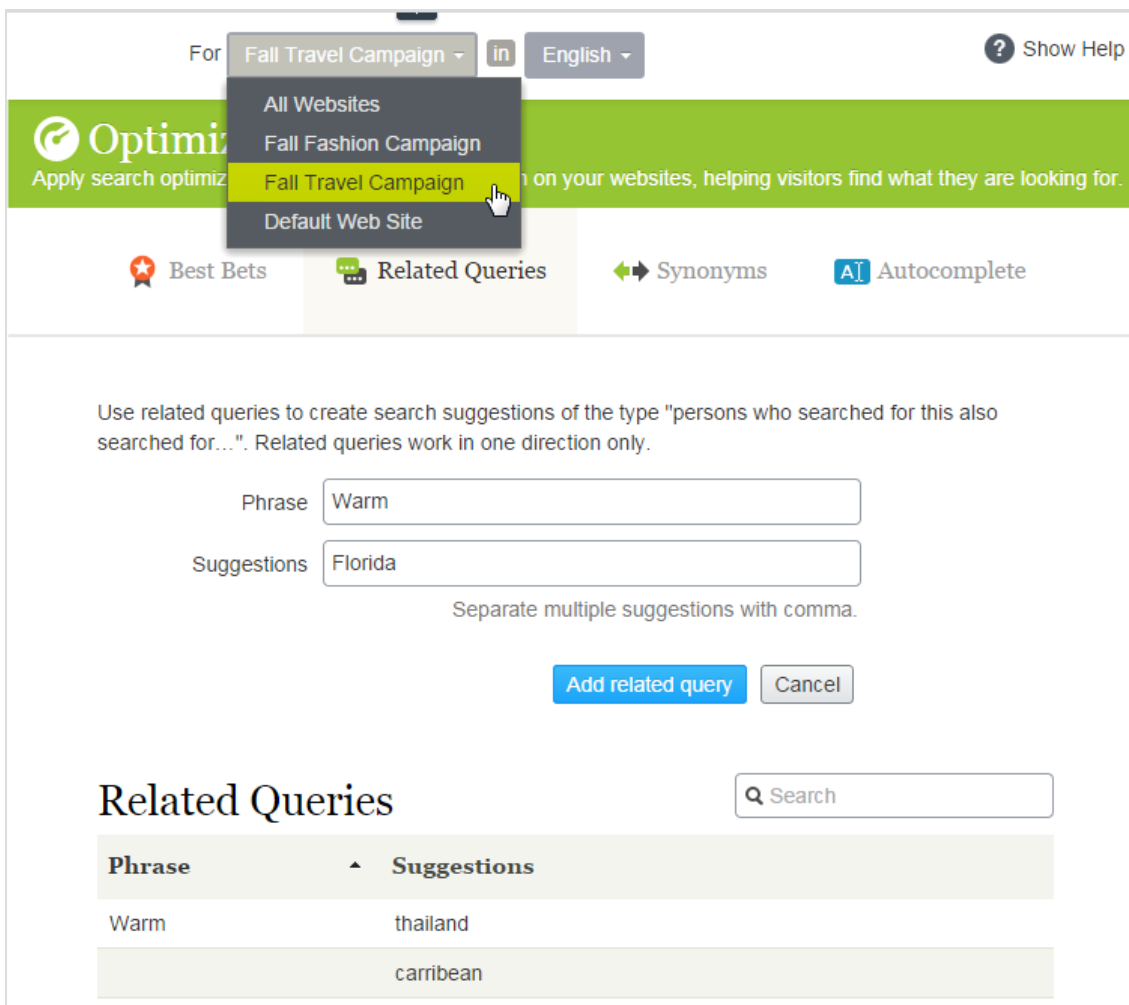 For Fall Travel Campaign in English Show Help
All Websites
Fall Fashion Campaign
Fall Travel Campaign
Default Web Site
Optimiz
Apply search optimiz on your websites, helping visitors find what they are looking for.
Best Bets Related Queries Synonyms Autocomplete
Use related queries to create search suggestions of the type "persons who searched for this also
searched for...". Related queries work in one direction only.
Phrase Warm
Suggestions Florida
Separate multiple suggestions with comma.
Add related query Cancel
Related Queries Search
Phrase Suggestions
Warm thailand
carribean